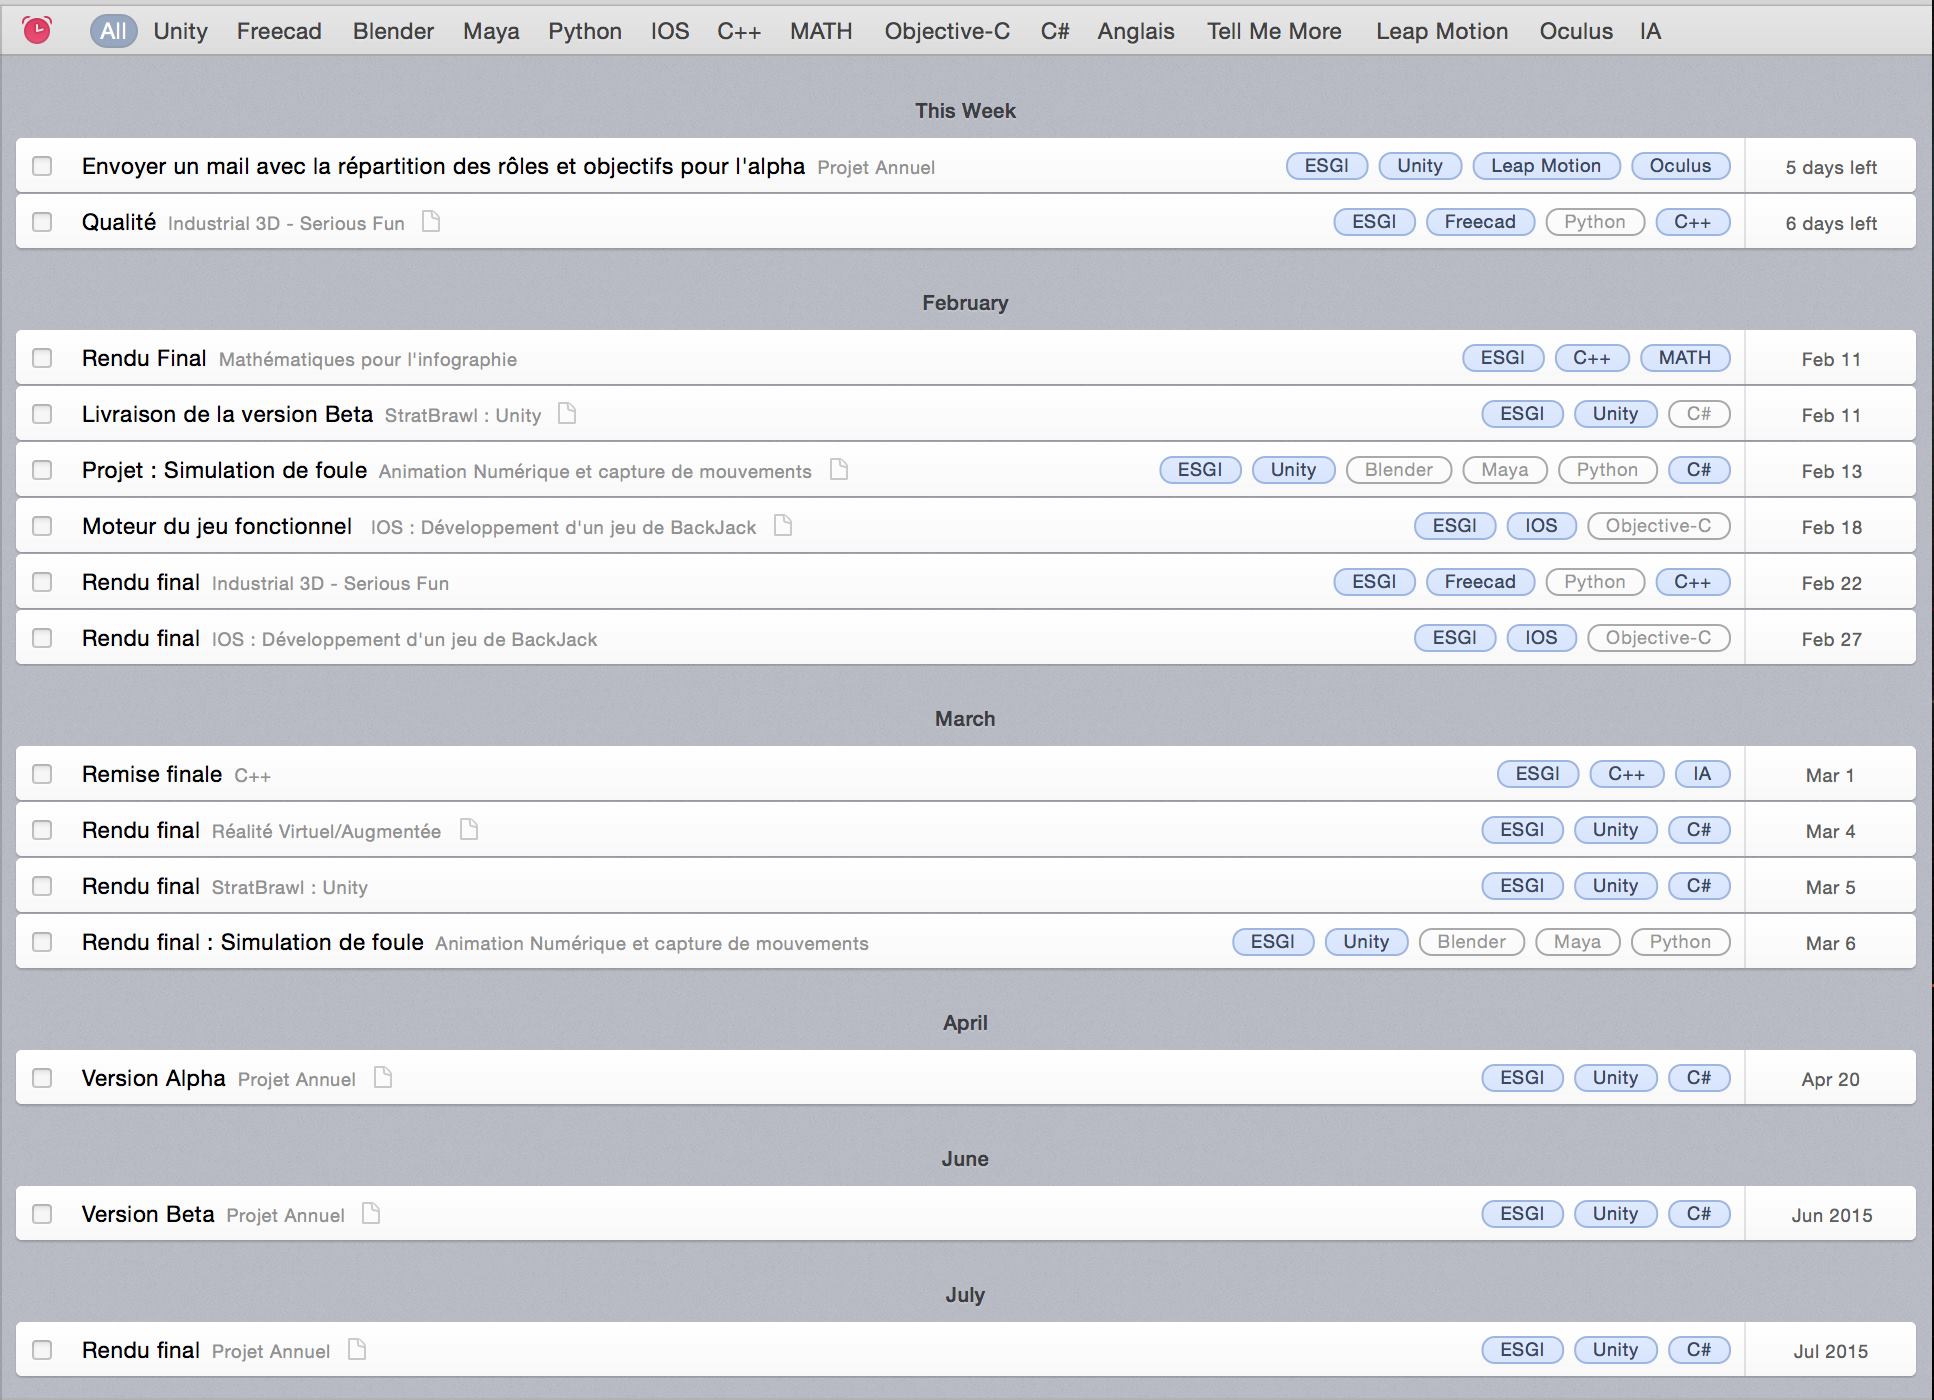 All Unity Freecad Blender Maya Python IOS C++ MATH Objective-C C# Anglais Tell Me More Leap Motion Oculus IA
This Week
Envoyer un mail avec la répartition des rôles et objectifs pour l'alpha Projet Annuel ESGI Unity Leap Motion Oculus 5 days left
Qualité Industrial 3D - Serious Fun ESGI Freecad Python C++ 6 days left
February
Rendu Final Mathématiques pour l'infographie ESGI C++ MATH Feb 11
Livraison de la version Beta StratBrawl : Unity ESGI Unity C# Feb 11
Projet : Simulation de foule Animation Numérique et capture de mouvements ESGI Unity Blender Maya Python C# Feb 13
Moteur du jeu fonctionnel IOS : Développement d'un jeu de BackJack ESGI IOS Objective-C Feb 18
Rendu final Industrial 3D - Serious Fun ESGI Freecad Python C++ Feb 22
Rendu final IOS : Développement d'un jeu de BackJack ESGI IOS Objective-C Feb 27
March
Remise finale C++ ESGI C++ IA Mar 1
Rendu final Réalité Virtuel/Augmentée ESGI Unity C# Mar 4
Rendu final StratBrawl : Unity ESGI Unity C# Mar 5
Rendu final : Simulation de foule Animation Numérique et capture de mouvements ESGI Unity Blender Maya Python Mar 6
April
Version Alpha Projet Annuel ESGI Unity C# Apr 20
June
Version Beta Projet Annuel ESGI Unity C# Jun 2015
July
Rendu final Projet Annuel ESGI Unity C# Jul 2015